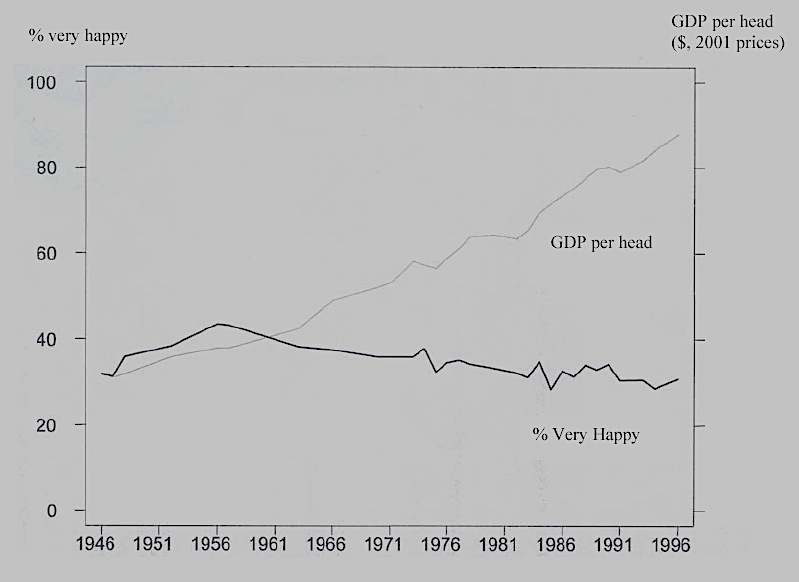 % very happy
GDP per head
($, 2001 prices)
100
80
60
40
20
0
GDP per head
% Very Happy
1946 1951 1956 1961 1966 1971 1976 1981 1986 1991 1996